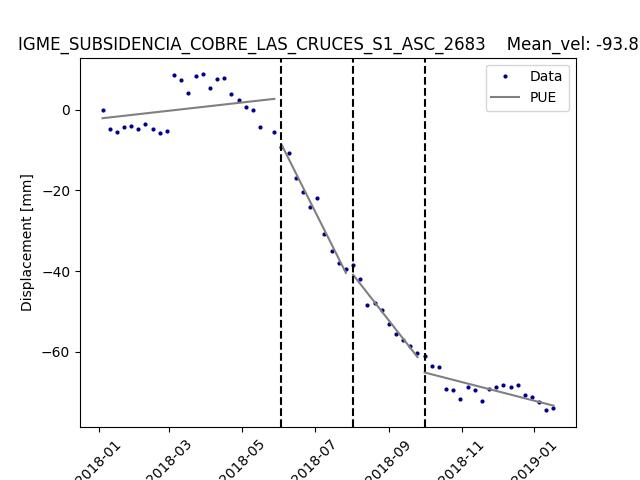 IGME_SUBSIDENCIA_COBRE_LAS_CRUCES_S1_ASC_2683 Mean_vel: -93.8
Data
PUE
Displacement [mm]
0
−20
−40
−60
2018-01
2018-03
2018-05
2018-07
2018-09
2018-11
2019-01